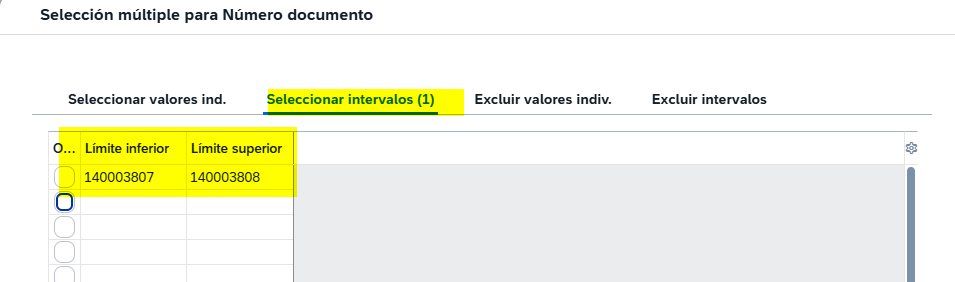 Selección múltiple para Número documento
Seleccionar valores ind. Seleccionar intervalos (1) Excluir valores indiv. Excluir intervalos
O... Límite inferior Límite superior
140003807 140003808